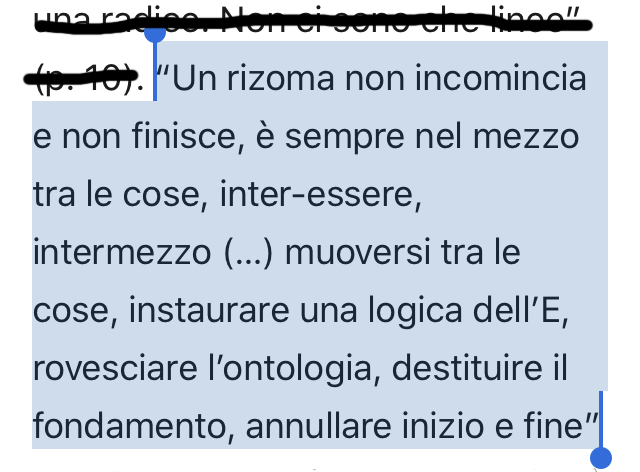 una radice. Non ci sono che linee”
(p. 10). “Un rizoma non incomincia
e non finisce, è sempre nel mezzo
tra le cose, inter-essere,
intermezzo (...) muoversi tra le
cose, instaurare una logica dell’E,
rovesciare l’ontologia, destituire il
fondamento, annullare inizio e fine”